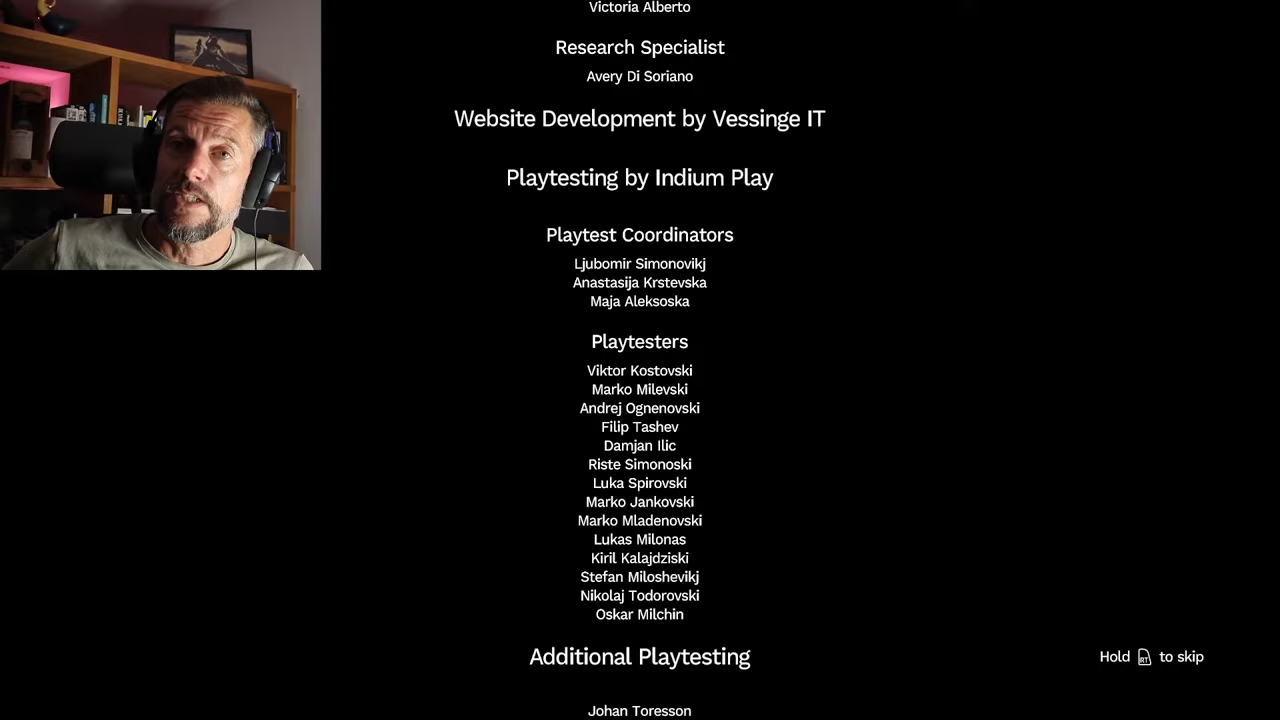 Victoria Alberto
Research Specialist
Avery Di Soriano
Website Development by Vessinge IT
Playtesting by Indium Play
Playtest Coordinators
Ljubomir Simonovikj
Anastasija Krstevska
Maja Aleksoska
Playtesters
Viktor Kostovski
Marko Milevski
Andrej Ognenovski
Filip Tashev
Damjan Ilic
Riste Simonoski
Luka Spirovski
Marko Jankovski
Marko Mladenovski
Lukas Milonas
Kiril Kalajdziski
Stefan Miloshevikj
Nikolaj Todorovski
Oskar Milchin
Additional Playtesting
Hold RT to skip
Johan Toresson